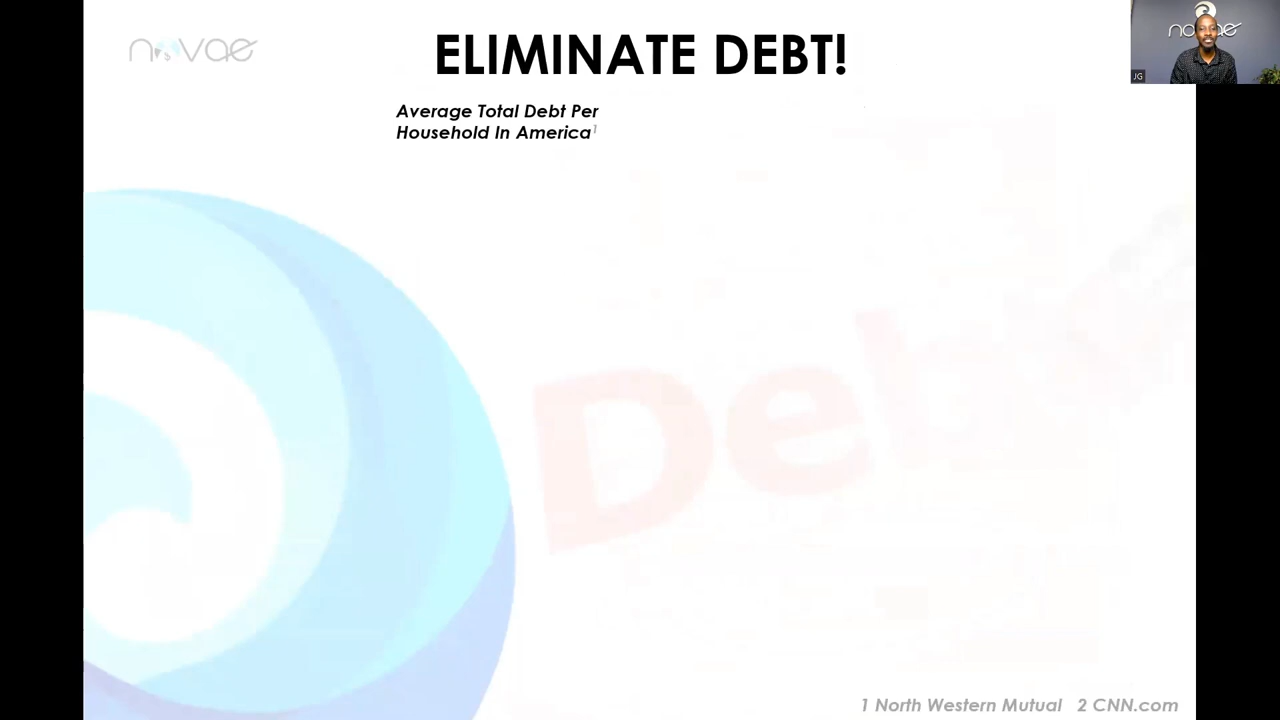 novae
ELIMINATE DEBT!
novae
JG
Average Total Debt Per
Household In America¹
Deb
1 North Western Mutual 2 CNN.com